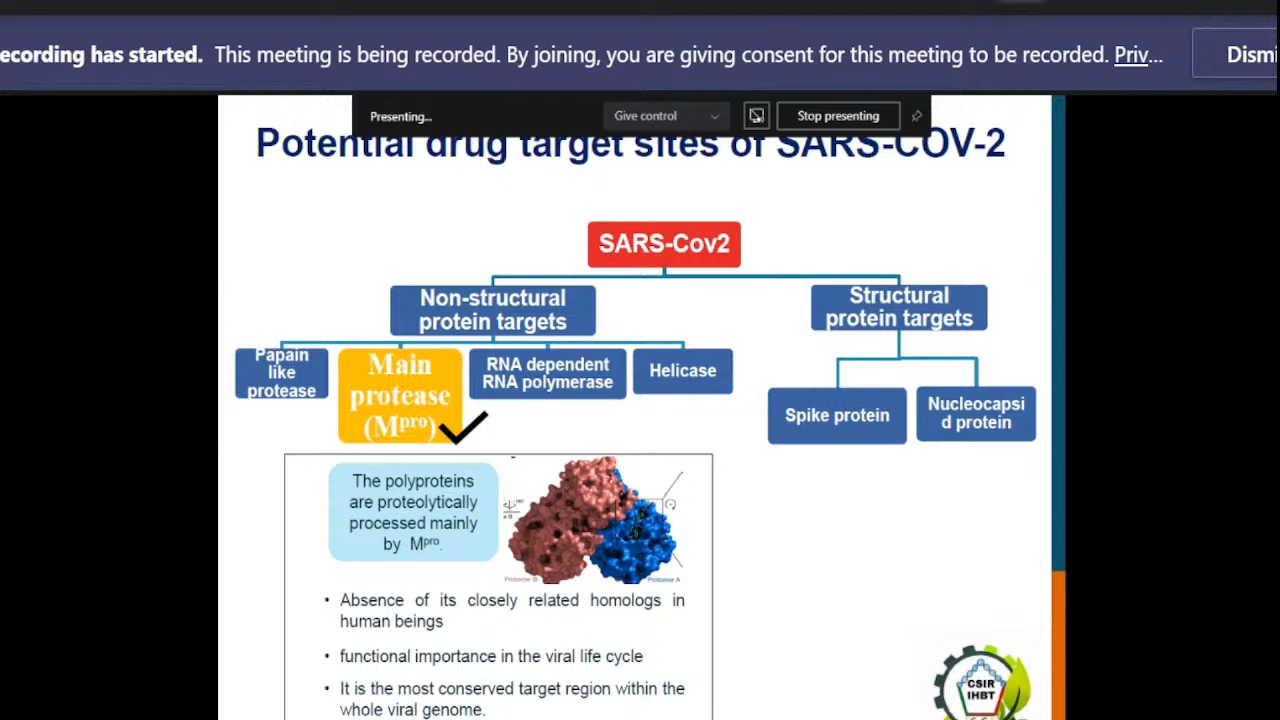 ecording has started. This meeting is being recorded. By joining, you are giving consent for this meeting to be recorded. Priv...
Dismi
Presenting...
Give control
Stop presenting
Potential drug target sites of SARS-COV-2
SARS-Cov2
Non-structural
protein targets
Structural
protein targets
Papain
like
protease
Main
protease
(Mpro)
RNA dependent
RNA polymerase
Helicase
Spike protein
Nucleocapsi
d protein
The polyproteins
are proteolytically
processed mainly
by Mpro.
Protomer B
Protomer A
• Absence of its closely related homologs in
human beings
• functional importance in the viral life cycle
• It is the most conserved target region within the
whole viral genome.
CSIR
IHBT